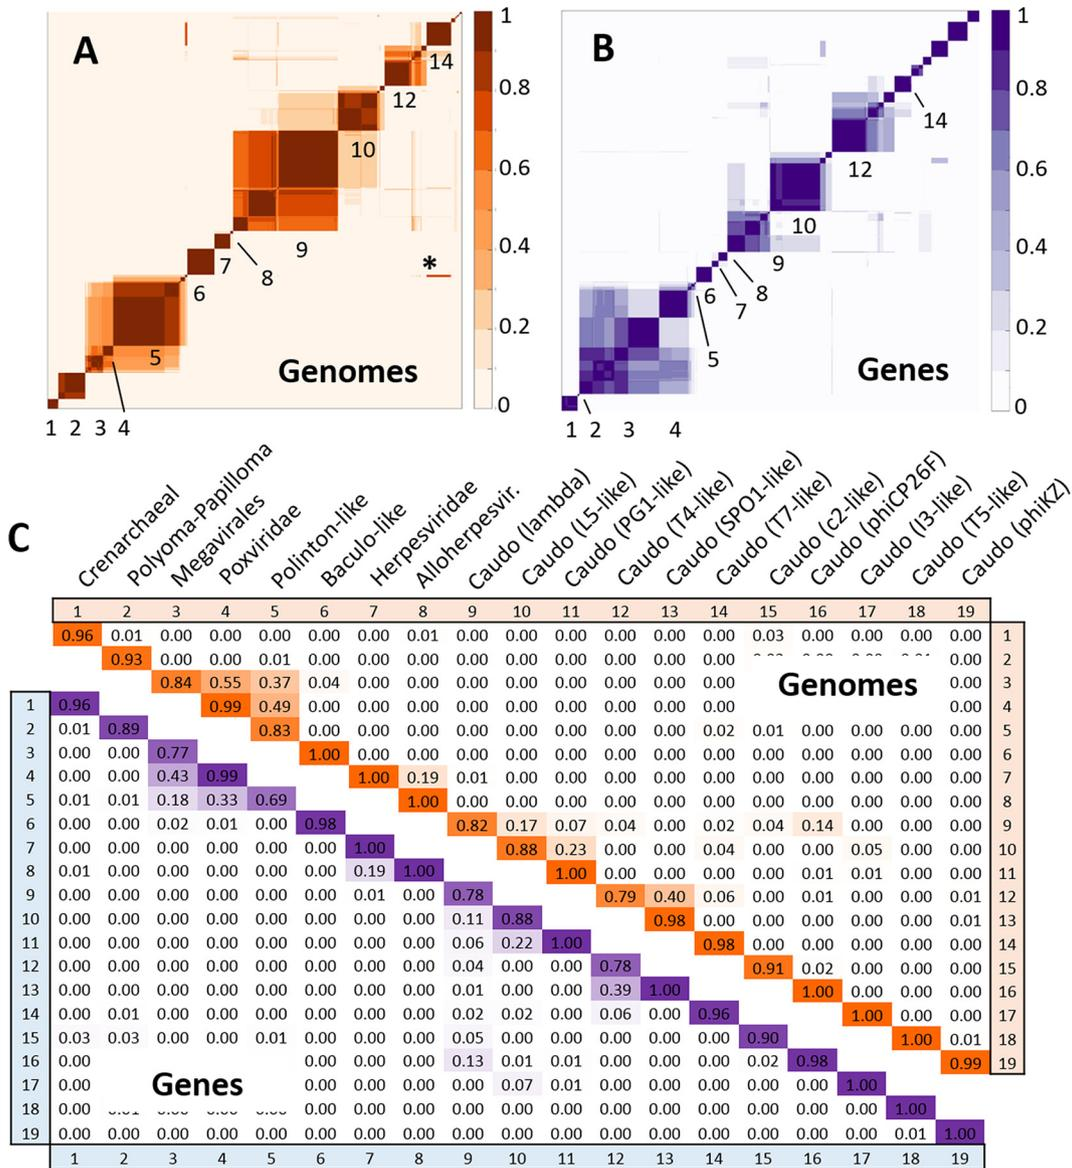 A
1
0.8
0.6
0.4
0.2
0
14
12
10
9
8
7
6
5
*
Genomes
1 2 3 4
B
1
0.8
0.6
0.4
0.2
0
14
12
10
9
8
7
6
5
Genes
1 2 3 4
C
Crenarchaeal
Polyoma-Papilloma
Megavirales
Poxviridae
Polinton-like
Baculo-like
Herpesviridae
Alloherpesvir.
Caudo (lambda)
Caudo (L5-like)
Caudo (PG1-like)
Caudo (T4-like)
Caudo (SPO1-like)
Caudo (T7-like)
Caudo (c2-like)
Caudo (phiCP26F)
Caudo (I3-like)
Caudo (T5-like)
Caudo (phiKZ)
1 2 3 4 5 6 7 8 9 10 11 12 13 14 15 16 17 18 19
0.96 0.01 0.00 0.00 0.00 0.00 0.00 0.01 0.00 0.00 0.00 0.00 0.00 0.00 0.03 0.00 0.00 0.00 0.00 1
0.93 0.00 0.00 0.01 0.00 0.00 0.00 0.00 0.00 0.00 0.00 0.00 0.00 0.00 2
0.84 0.55 0.37 0.04 0.00 0.00 0.00 0.00 0.00 0.00 0.00 0.00 Genomes 0.00 3
1 0.96 0.99 0.49 0.00 0.00 0.00 0.00 0.00 0.00 0.00 0.00 0.00 0.00 4
2 0.01 0.89 0.83 0.00 0.00 0.00 0.00 0.00 0.00 0.00 0.00 0.02 0.01 0.00 0.00 0.00 0.00 5
3 0.00 0.00 0.77 1.00 0.00 0.00 0.00 0.00 0.00 0.00 0.00 0.00 0.00 0.00 0.00 0.00 0.00 6
4 0.00 0.00 0.43 0.99 1.00 0.19 0.01 0.00 0.00 0.00 0.00 0.00 0.00 0.00 0.00 0.00 0.00 7
5 0.01 0.01 0.18 0.33 0.69 1.00 0.00 0.00 0.00 0.00 0.00 0.00 0.00 0.00 0.00 0.00 0.00 8
6 0.00 0.00 0.02 0.01 0.00 0.98 0.82 0.17 0.07 0.04 0.00 0.02 0.04 0.14 0.00 0.00 0.00 9
7 0.00 0.00 0.00 0.00 0.00 0.00 1.00 0.88 0.23 0.00 0.00 0.04 0.00 0.00 0.05 0.00 0.00 10
8 0.01 0.00 0.00 0.00 0.00 0.00 0.19 1.00 1.00 0.00 0.00 0.00 0.00 0.01 0.01 0.00 0.00 11
9 0.00 0.00 0.00 0.00 0.00 0.00 0.01 0.00 0.78 0.79 0.40 0.06 0.00 0.01 0.00 0.00 0.01 12
10 0.00 0.00 0.00 0.00 0.00 0.00 0.00 0.00 0.11 0.88 0.98 0.00 0.00 0.00 0.00 0.00 0.01 13
11 0.00 0.00 0.00 0.00 0.00 0.00 0.00 0.00 0.06 0.22 1.00 0.98 0.00 0.00 0.00 0.00 0.00 14
12 0.00 0.00 0.00 0.00 0.00 0.00 0.00 0.00 0.04 0.00 0.00 0.78 0.91 0.02 0.00 0.00 0.00 15
13 0.00 0.00 0.00 0.00 0.00 0.00 0.00 0.00 0.01 0.00 0.00 0.39 1.00 1.00 0.00 0.00 0.00 16
14 0.00 0.01 0.00 0.00 0.00 0.00 0.00 0.00 0.02 0.02 0.00 0.06 0.00 0.96 1.00 0.00 0.00 17
15 0.03 0.03 0.00 0.00 0.01 0.00 0.00 0.00 0.05 0.00 0.00 0.00 0.00 0.00 0.90 1.00 0.01 18
16 0.00 0.00 0.00 0.00 0.13 0.01 0.01 0.00 0.00 0.00 0.02 0.98 0.99 19
17 0.00 Genes 0.00 0.00 0.00 0.00 0.07 0.01 0.00 0.00 0.00 0.00 0.00 1.00
18 0.00 0.00 0.00 0.00 0.00 0.00 0.00 0.00 0.00 0.00 0.00 0.00 0.00 1.00
19 0.00 0.00 0.00 0.00 0.00 0.00 0.00 0.00 0.00 0.00 0.00 0.00 0.00 0.00 0.00 0.00 0.00 0.01 1.00
1 2 3 4 5 6 7 8 9 10 11 12 13 14 15 16 17 18 19